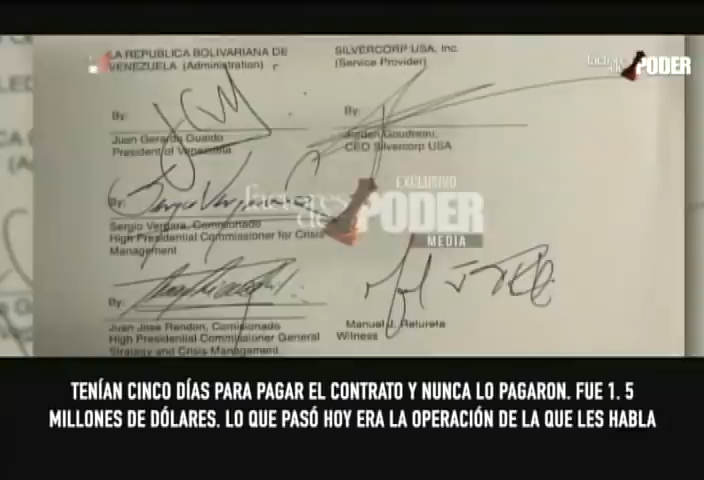 LA REPUBLICA BOLIVARIANA DE
VENEZUELA (Administration)
SILVERCORP USA, Inc.
(Service Provider)
factores
de PODER
By:
Juan Gerardo Guaido
President of Venezuela
By:
Jordan Goudreau,
CEO Silvercorp USA
EXCLUSIVO
factores
de PODER
MEDIA
By:
Sergio Vergara, Comisionado
High Presidential Commissioner for Crisis
Management
By:
Juan Jose Rendon, Comisionado
High Presidential Commissioner General
Strategy and Crisis Management
Manuel J. Retureta
Witness
TENÍAN CINCO DÍAS PARA PAGAR EL CONTRATO Y NUNCA LO PAGARON. FUE 1. 5
MILLONES DE DÓLARES. LO QUE PASÓ HOY ERA LA OPERACIÓN DE LA QUE LES HABLA